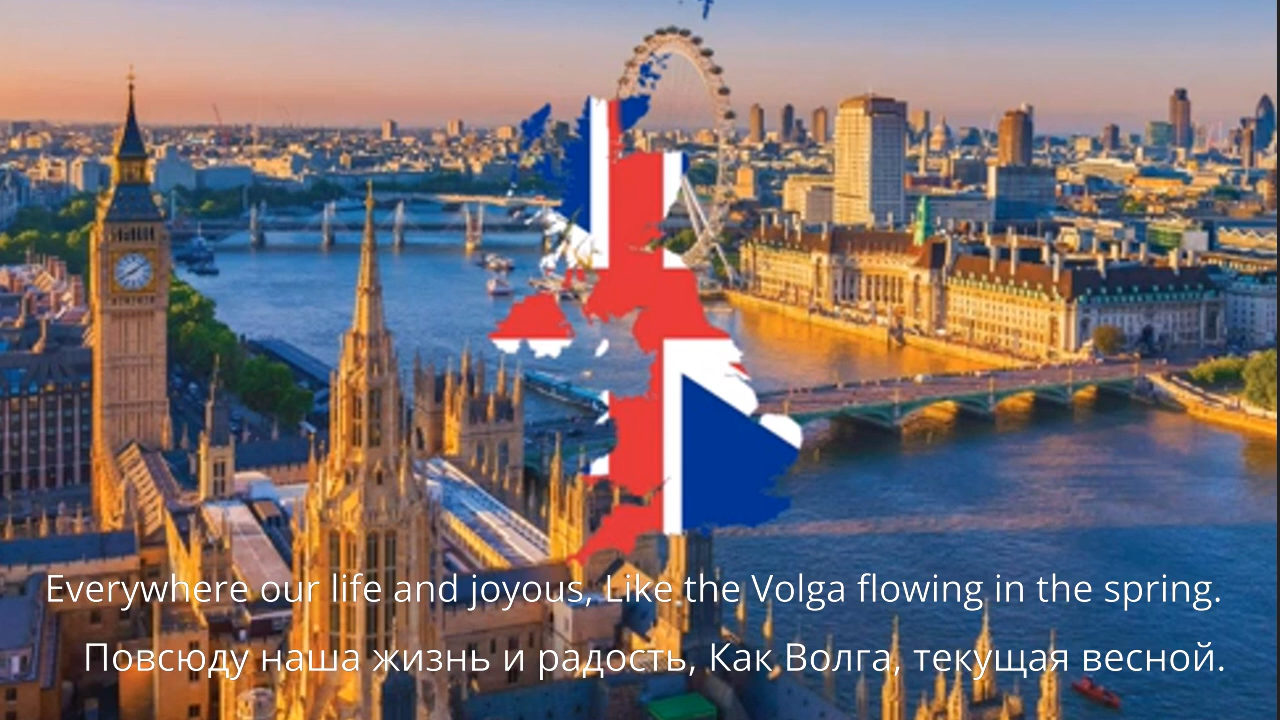 Everywhere our life and joyous, Like the Volga flowing in the spring.
Повсюду наша жизнь и радость, Как Волга, текущая весной.